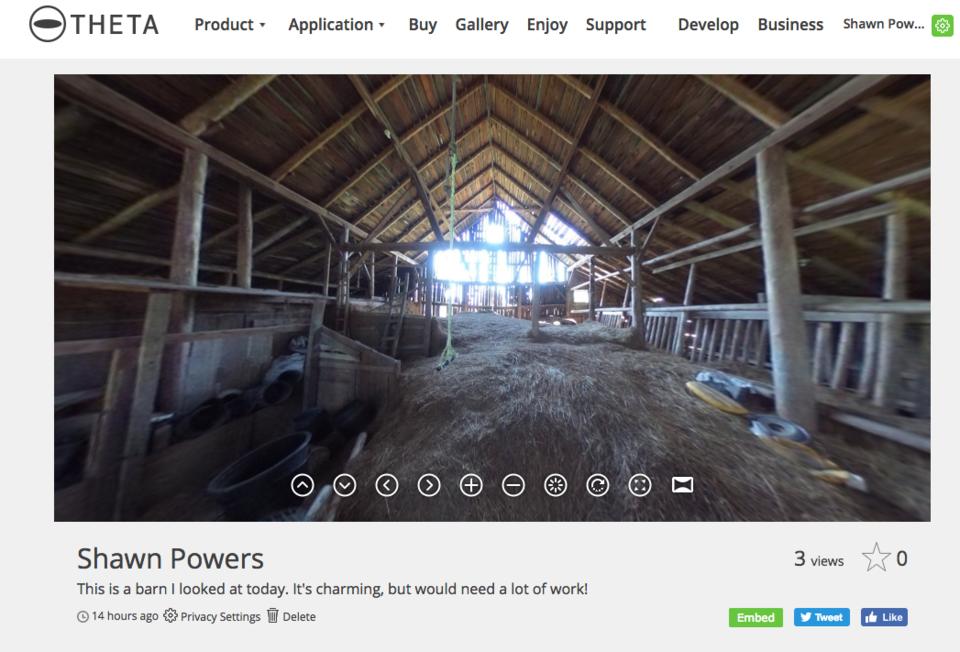 THETA Product Application Buy Gallery Enjoy Support Develop Business Shawn Pow...
Shawn Powers 3 views 0
This is a barn I looked at today. It's charming, but would need a lot of work!
14 hours ago Privacy Settings Delete Embed Tweet Like